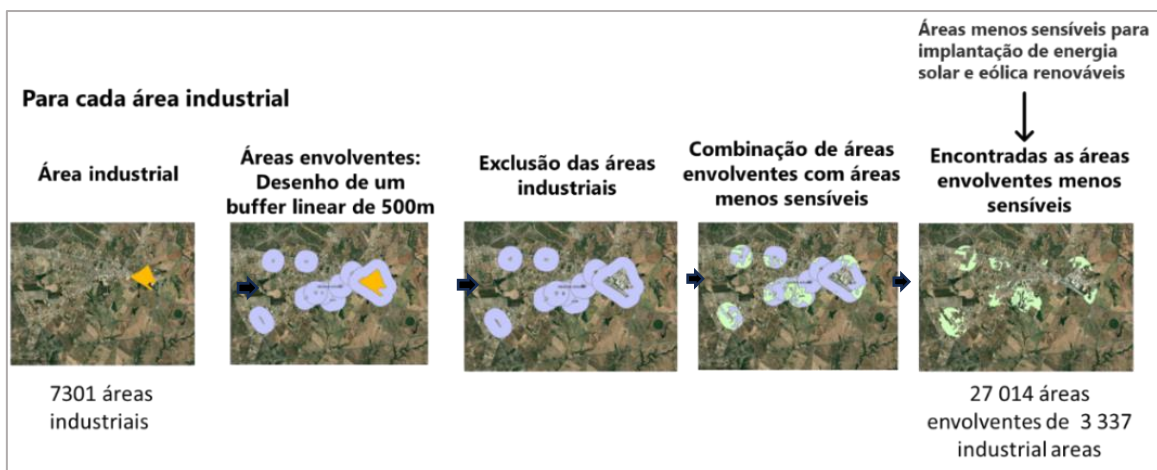 Áreas menos sensíveis para
implantação de energia
solar e eólica renováveis
Para cada área industrial
Área industrial
Áreas envolventes:
Desenho de um
buffer linear de 500m
Exclusão das áreas
industriais
Combinação de áreas
envolventes com áreas
menos sensíveis
Encontradas as áreas
envolventes menos
sensíveis
7301 áreas
industriais
27 014 áreas
envolventes de 3 337
industrial areas